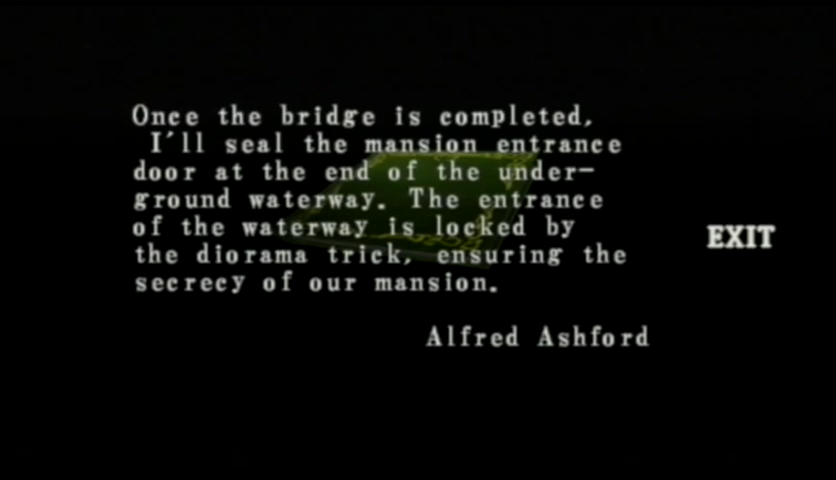 Once the bridge is completed,
I'll seal the mansion entrance
door at the end of the under-
ground waterway. The entrance
of the waterway is locked by
the diorama trick, ensuring the
secrecy of our mansion.
EXIT
Alfred Ashford